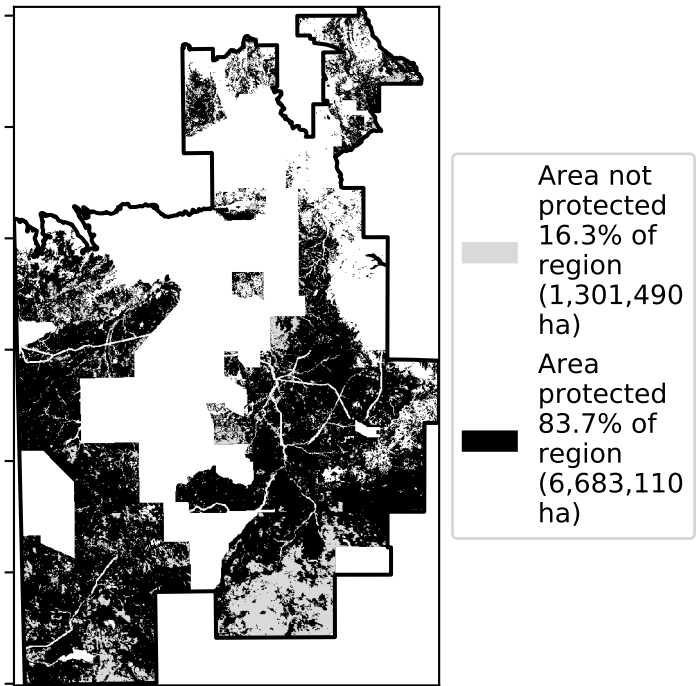 Area not
protected
16.3% of
region
(1,301,490
ha)
Area
protected
83.7% of
region
(6,683,110
ha)